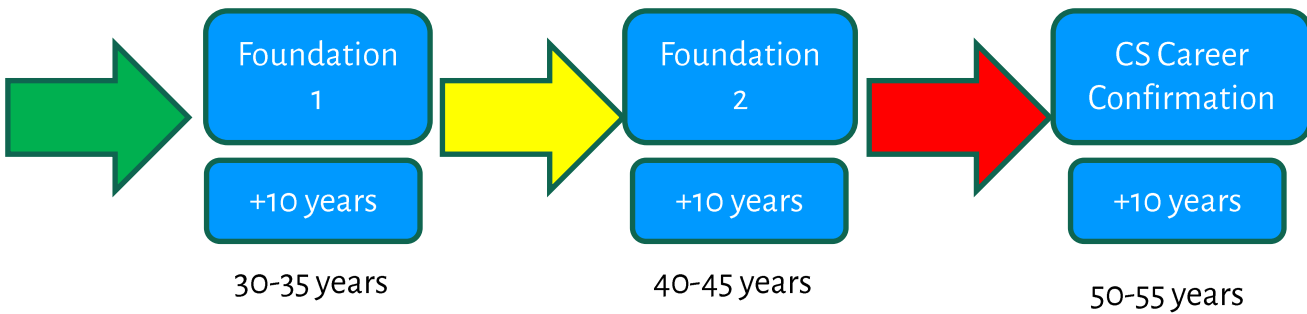 Foundation
1
Foundation
2
CS Career
Confirmation
+10 years
+10 years
+10 years
30-35 years
40-45 years
50-55 years